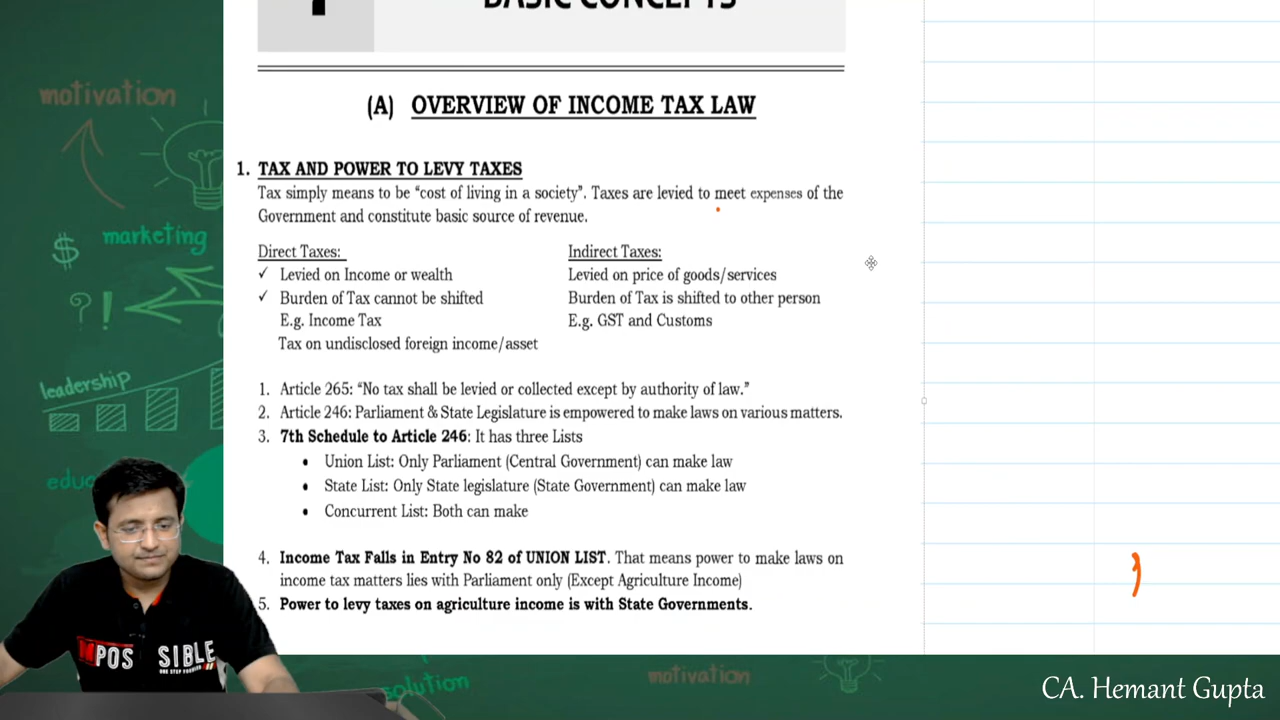 BASIC CONCEPTS
(A) OVERVIEW OF INCOME TAX LAW
1. TAX AND POWER TO LEVY TAXES
Tax simply means to be “cost of living in a society”. Taxes are levied to meet expenses of the
Government and constitute basic source of revenue.
Direct Taxes:
✓ Levied on Income or wealth
✓ Burden of Tax cannot be shifted
E.g. Income Tax
Tax on undisclosed foreign income/asset
Indirect Taxes:
Levied on price of goods/services
Burden of Tax is shifted to other person
E.g. GST and Customs
1. Article 265: “No tax shall be levied or collected except by authority of law.”
2. Article 246: Parliament & State Legislature is empowered to make laws on various matters.
3. 7th Schedule to Article 246: It has three Lists
• Union List: Only Parliament (Central Government) can make law
• State List: Only State legislature (State Government) can make law
• Concurrent List: Both can make
4. Income Tax Falls in Entry No 82 of UNION LIST. That means power to make laws on
income tax matters lies with Parliament only (Except Agriculture Income)
5. Power to levy taxes on agriculture income is with State Governments.
motivation
$ marketing
?!
leadership
MPOS SIBLE
solution
motivation
CA. Hemant Gupta